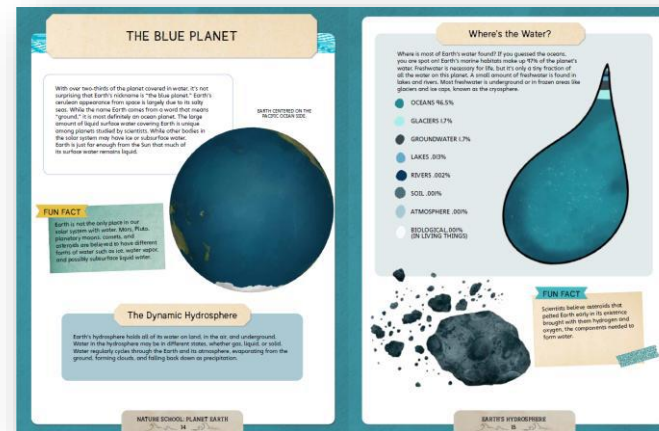 THE BLUE PLANET
With over two-thirds of the planet covered in water, it's not
surprising that Earth's nickname is "the blue planet." Earth's
cerulean appearance from space is largely due to its salty
seas. While the name Earth comes from a word that means
"ground," it is most definitely an ocean planet. The large
amount of liquid surface water covering Earth is unique
among planets studied by scientists. While other bodies in
the solar system may have ice or subsurface water,
Earth is just far enough from the Sun that much of
its surface water remains liquid.
EARTH CENTERED ON THE
PACIFIC OCEAN SIDE.
FUN FACT
Earth is not the only place in our
solar system with water. Mars, Pluto,
planetary moons, comets, and
asteroids are believed to have different
forms of water such as ice, water vapor,
and possibly subsurface liquid water.
The Dynamic Hydrosphere
Earth's hydrosphere holds all of its water on land, in the air, and underground.
Water in the hydrosphere may be in different states, whether gas, liquid, or solid.
Water regularly cycles through the Earth and its atmosphere, evaporating from the
ground, forming clouds, and falling back down as precipitation.
NATURE SCHOOL: PLANET EARTH
14
Where's the Water?
Where is most of Earth's water found? If you guessed the oceans,
you are spot on! Earth's marine habitats make up 97% of the planet's
water. Freshwater is necessary for life, but it's only a tiny fraction of
all the water on this planet. A small amount of freshwater is found in
lakes and rivers. Most freshwater is underground or in frozen areas like
glaciers and ice caps, known as the cryosphere.
OCEANS 96.5%
GLACIERS 1.7%
GROUNDWATER 1.7%
LAKES .013%
RIVERS .002%
SOIL .001%
ATMOSPHERE .001%
BIOLOGICAL .001%
(IN LIVING THINGS)
FUN FACT
Scientists believe asteroids that
pelted Earth early in its existence
brought with them hydrogen and
oxygen, the components needed to
form water.
EARTH'S HYDROSPHERE
15